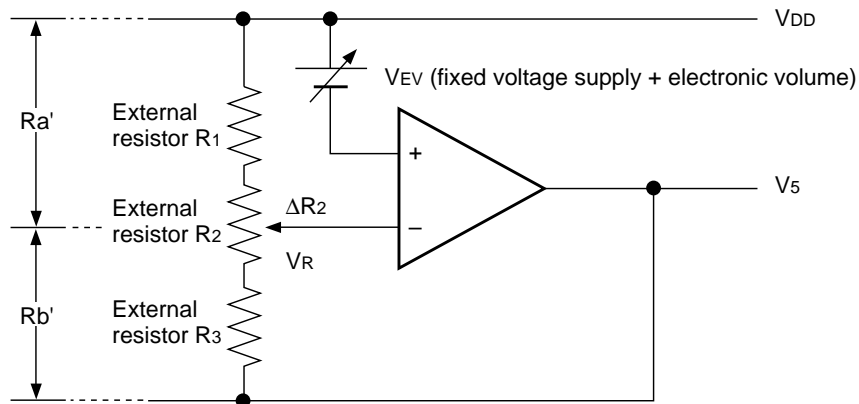 VDD
VEV (fixed voltage supply + electronic volume)
Ra'
External
resistor R1
+
V5
External
resistor R2
ΔR2
–
VR
Rb'
External
resistor R3